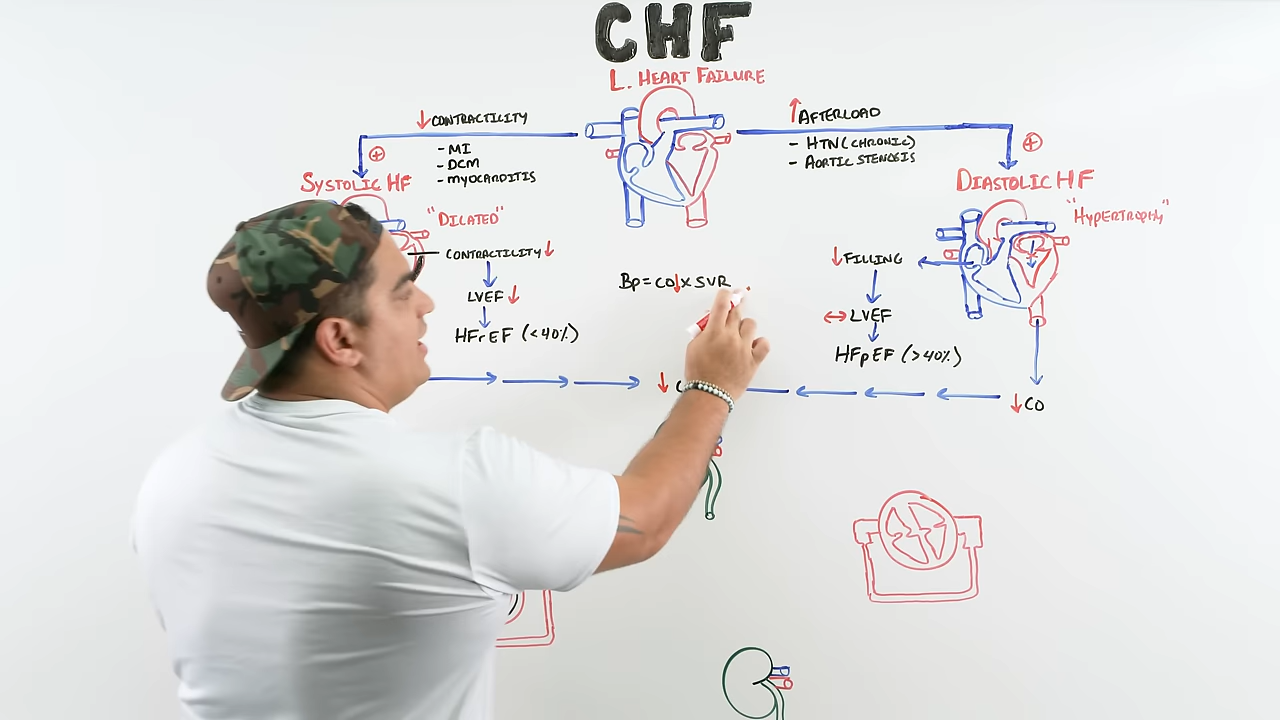 CHF
L. HEART FAILURE
↓ CONTRACTILITY
- MI
- DCM
- MYOCARDITIS
↑ AFTERLOAD
- HTN (CHRONIC)
- AORTIC STENOSIS
SYSTOLIC HF
"DILATED"
CONTRACTILITY ↓
LVEF ↓
HFrEF (<40%)
BP = CO↓ x SVR
DIASTOLIC HF
"HYPERTROPHY"
↓ FILLING
↔ LVEF
HFpEF (>40%)
↓ CO